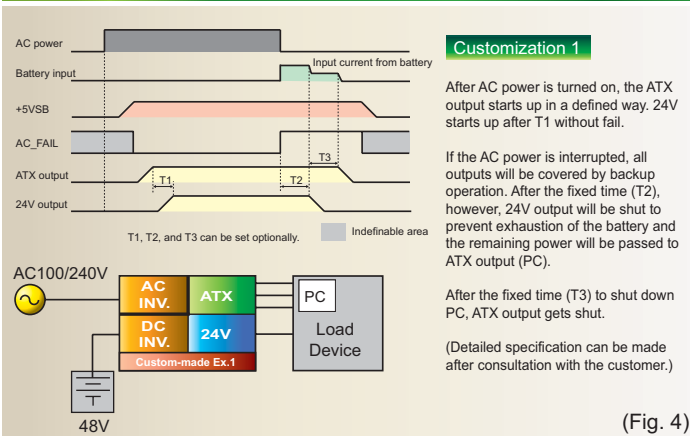 AC power
Battery input
Input current from battery
+5VSB
AC_FAIL
ATX output
T1
T2
T3
24V output
T1, T2, and T3 can be set optionally.
Indefinable area
AC100/240V
AC
INV.
ATX
DC
INV.
24V
Custom-made Ex.1
PC
Load
Device
48V
Customization 1
After AC power is turned on, the ATX
output starts up in a defined way. 24V
starts up after T1 without fail.
If the AC power is interrupted, all
outputs will be covered by backup
operation. After the fixed time (T2),
however, 24V output will be shut to
prevent exhaustion of the battery and
the remaining power will be passed to
ATX output (PC).
After the fixed time (T3) to shut down
PC, ATX output gets shut.
(Detailed specification can be made
after consultation with the customer.)
(Fig. 4)